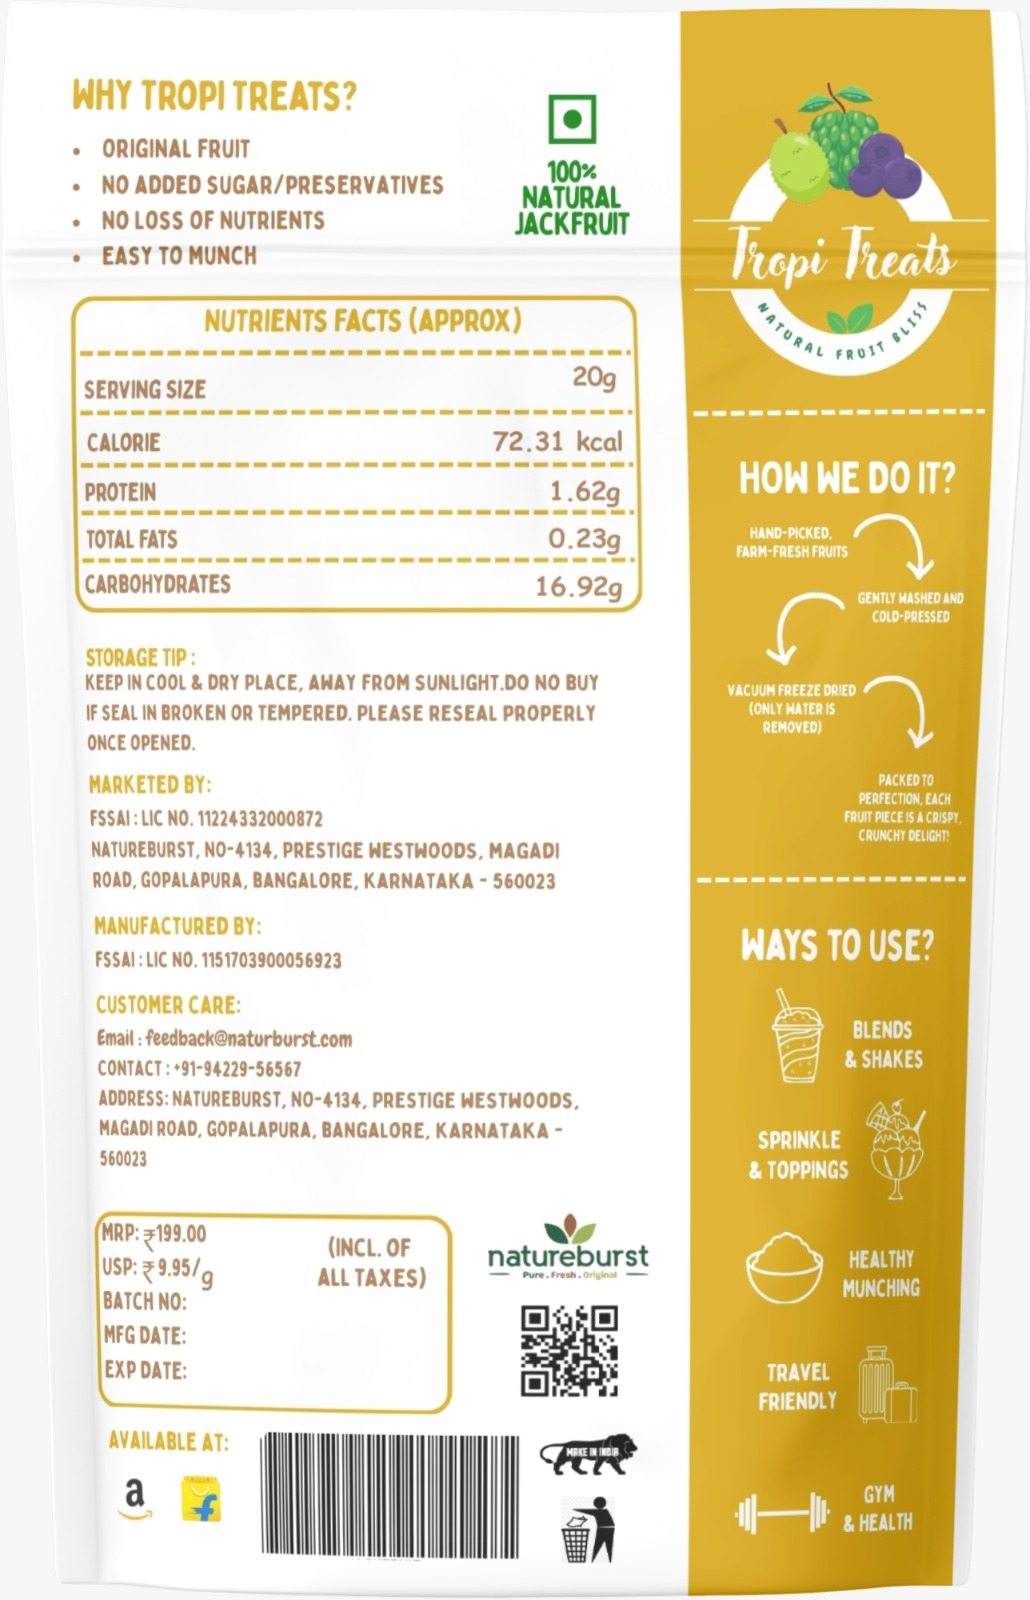 WHY TROPI TREATS?
• ORIGINAL FRUIT
• NO ADDED SUGAR/PRESERVATIVES
• NO LOSS OF NUTRIENTS
• EASY TO MUNCH
100%
NATURAL
JACKFRUIT
NUTRIENTS FACTS (APPROX)
SERVING SIZE 20g
CALORIE 72.31 kcal
PROTEIN 1.62g
TOTAL FATS 0.23g
CARBOHYDRATES 16.92g
STORAGE TIP :
KEEP IN COOL & DRY PLACE, AWAY FROM SUNLIGHT.DO NO BUY
IF SEAL IN BROKEN OR TEMPERED. PLEASE RESEAL PROPERLY
ONCE OPENED.
MARKETED BY:
FSSAI : LIC NO. 11224332000872
NATUREBURST, NO-4134, PRESTIGE WESTWOODS, MAGADI
ROAD, GOPALAPURA, BANGALORE, KARNATAKA - 560023
MANUFACTURED BY:
FSSAI : LIC NO. 1151703900056923
CUSTOMER CARE:
Email : feedback@naturburst.com
CONTACT : +91-94229-56567
ADDRESS: NATUREBURST, NO-4134, PRESTIGE WESTWOODS,
MAGADI ROAD, GOPALAPURA, BANGALORE, KARNATAKA -
560023
MRP: ₹199.00
USP: ₹ 9.95/g
BATCH NO:
MFG DATE:
EXP DATE:
(INCL. OF
ALL TAXES)
natureburst
Pure . Fresh . Original
AVAILABLE AT:
a
f
MAKE IN INDIA
Tropi Treats
NATURAL FRUIT BLISS
HOW WE DO IT?
HAND-PICKED,
FARM-FRESH FRUITS
GENTLY WASHED AND
COLD-PRESSED
VACUUM FREEZE DRIED
(ONLY WATER IS
REMOVED)
PACKED TO
PERFECTION, EACH
FRUIT PIECE IS A CRISPY,
CRUNCHY DELIGHT!
WAYS TO USE?
BLENDS
& SHAKES
SPRINKLE
& TOPPINGS
HEALTHY
MUNCHING
TRAVEL
FRIENDLY
GYM
& HEALTH